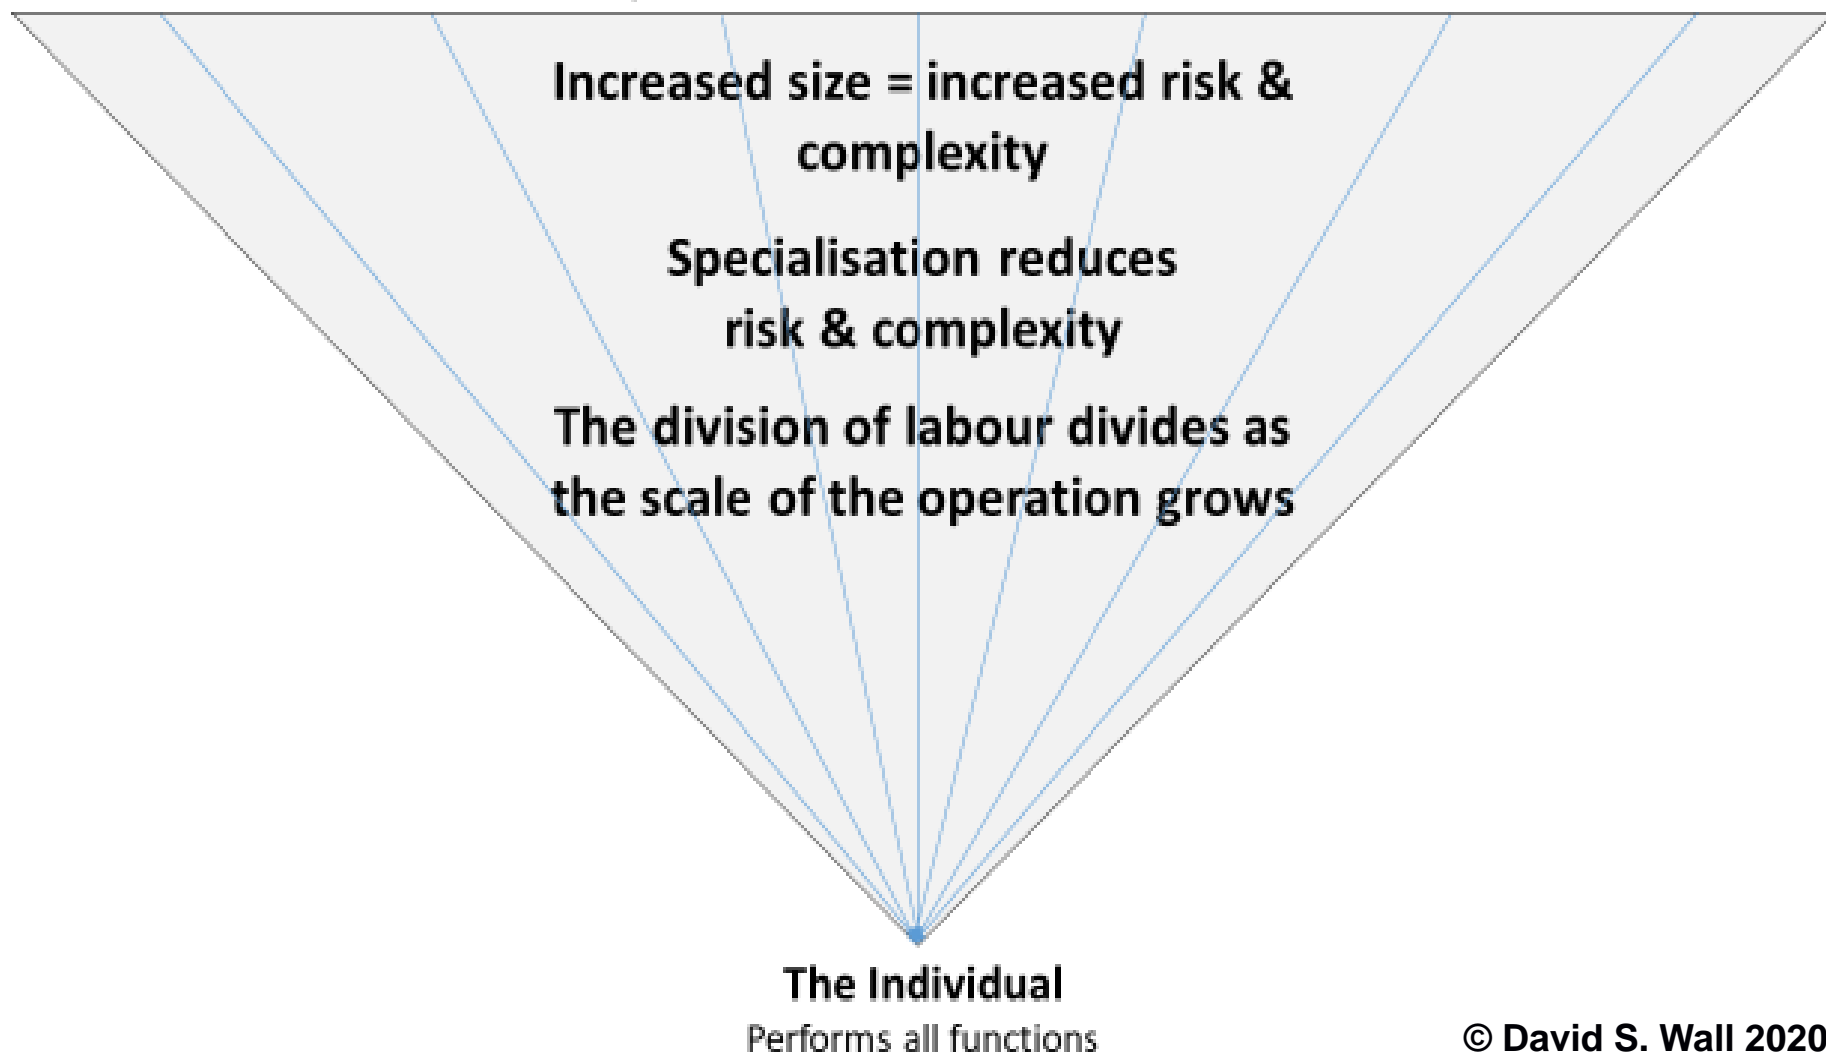 Increased size = increased risk &
complexity
Specialisation reduces
risk & complexity
The division of labour divides as
the scale of the operation grows
The Individual
Performs all functions
© David S. Wall 2020